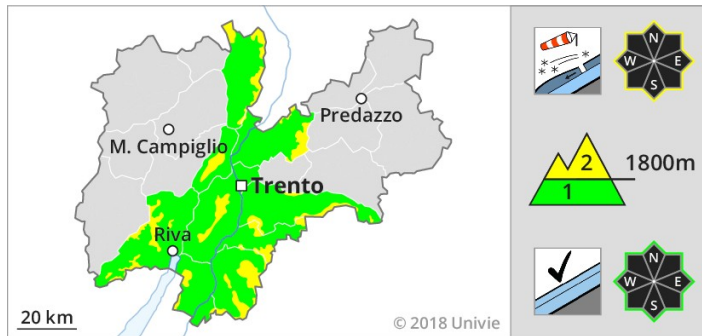 M. Campiglio
Predazzo
Trento
Riva
20 km
© 2018 Univie
N
W E
S
2 1800m
1
N
W E
S